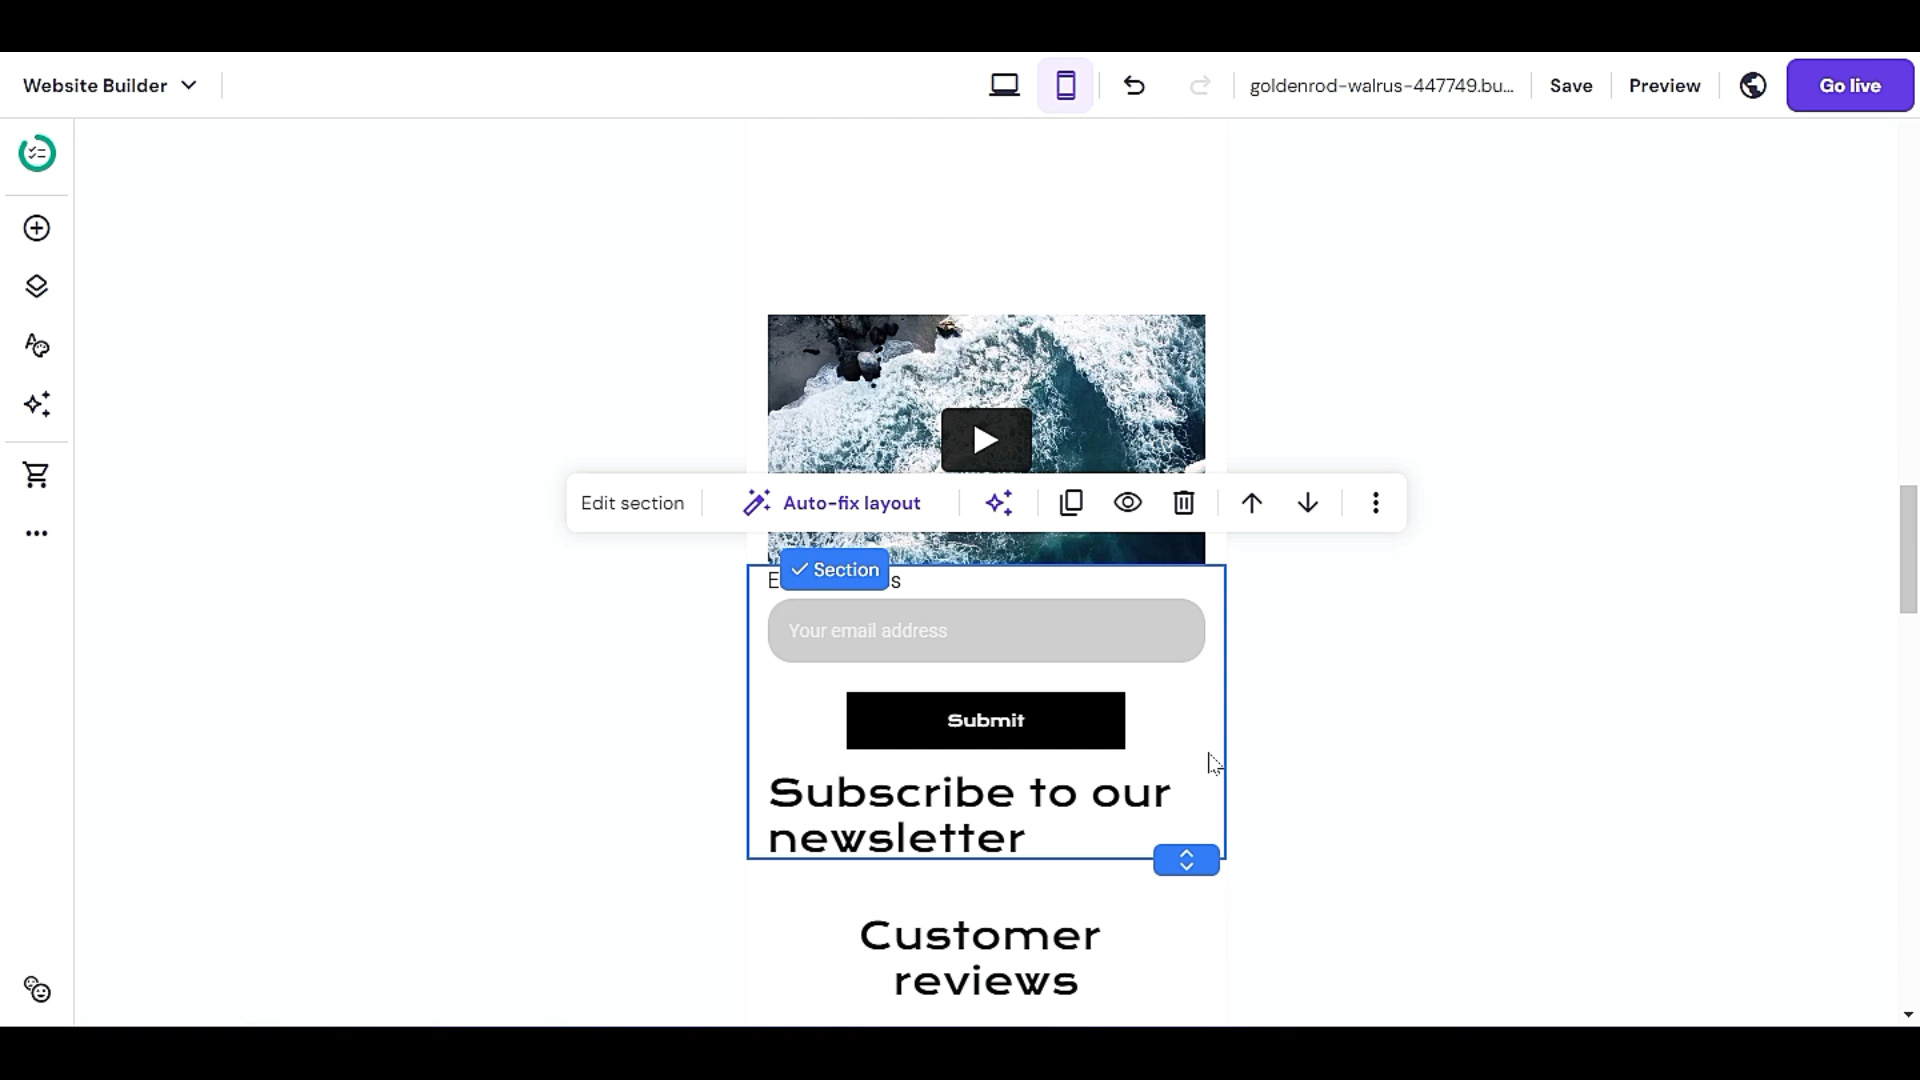 Website Builder
goldenrod-walrus-447749.bu...
Save
Preview
Go live
Edit section
Auto-fix layout
Section
Your email address
Submit
Subscribe to our
newsletter
Customer
reviews